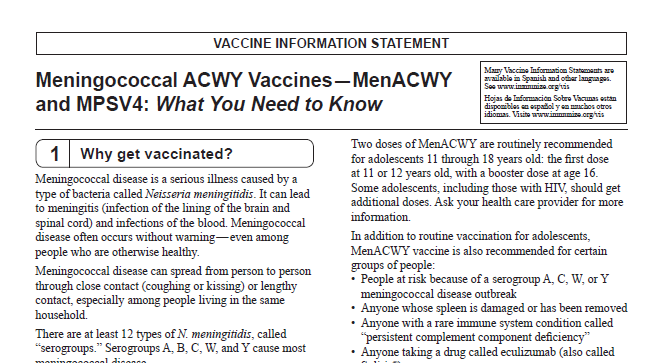 VACCINE INFORMATION STATEMENT
Meningococcal ACWY Vaccines—MenACWY
and MPSV4: What You Need to Know
Many Vaccine Information Statements are
available in Spanish and other languages.
See www.immunize.org/vis
Hojas de Información Sobre Vacunas están
disponibles en español y en muchos otros
idiomas. Visite www.immunize.org/vis
1 Why get vaccinated?
Meningococcal disease is a serious illness caused by a
type of bacteria called Neisseria meningitidis. It can lead
to meningitis (infection of the lining of the brain and
spinal cord) and infections of the blood. Meningococcal
disease often occurs without warning—even among
people who are otherwise healthy.
Meningococcal disease can spread from person to person
through close contact (coughing or kissing) or lengthy
contact, especially among people living in the same
household.
There are at least 12 types of N. meningitidis, called
“serogroups.” Serogroups A, B, C, W, and Y cause most
meningococcal disease.
Two doses of MenACWY are routinely recommended
for adolescents 11 through 18 years old: the first dose
at 11 or 12 years old, with a booster dose at age 16.
Some adolescents, including those with HIV, should get
additional doses. Ask your health care provider for more
information.
In addition to routine vaccination for adolescents,
MenACWY vaccine is also recommended for certain
groups of people:
• People at risk because of a serogroup A, C, W, or Y
meningococcal disease outbreak
• Anyone whose spleen is damaged or has been removed
• Anyone with a rare immune system condition called
“persistent complement component deficiency”
• Anyone taking a drug called eculizumab (also called